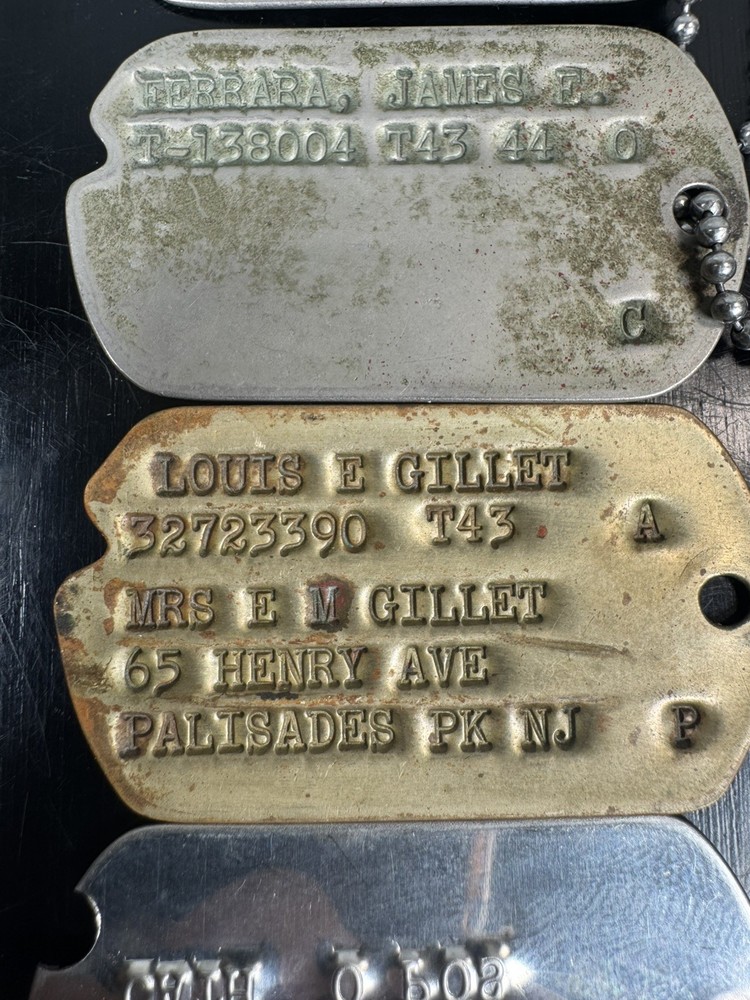 FERRARA, JAMES E.
T-138004 T43 44 O
C
LOUIS E GILLET
32723390 T43 A
MRS E M GILLET
65 HENRY AVE
PALISADES PK NJ P